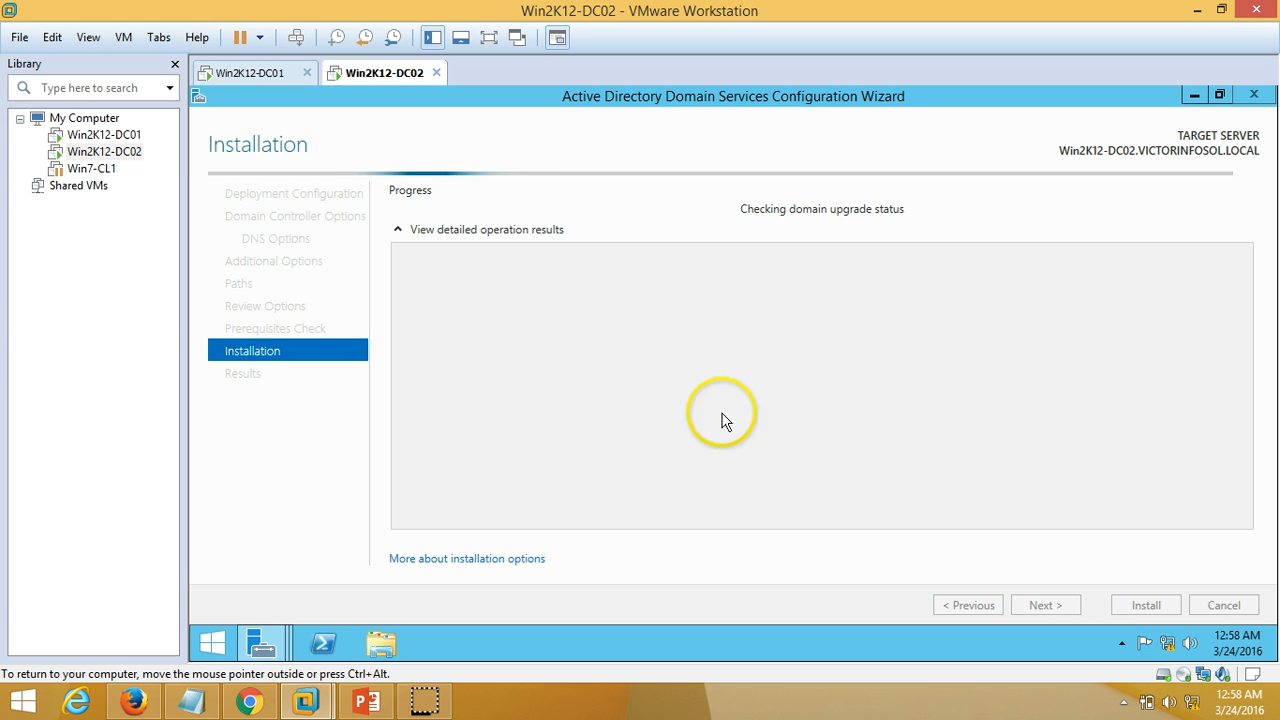 Win2K12-DC02 - VMware Workstation
File Edit View VM Tabs Help
Library
Type here to search
My Computer
Win2K12-DC01
Win2K12-DC02
Win7-CL1
Shared VMs
Win2K12-DC01 Win2K12-DC02
Active Directory Domain Services Configuration Wizard
Installation
TARGET SERVER
Win2K12-DC02.VICTORINFOSOL.LOCAL
Deployment Configuration
Domain Controller Options
DNS Options
Additional Options
Paths
Review Options
Prerequisites Check
Installation
Results
Progress
Checking domain upgrade status
View detailed operation results
More about installation options
< Previous Next > Install Cancel
12:58 AM
3/24/2016
To return to your computer, move the mouse pointer outside or press Ctrl+Alt.
12:58 AM
3/24/2016